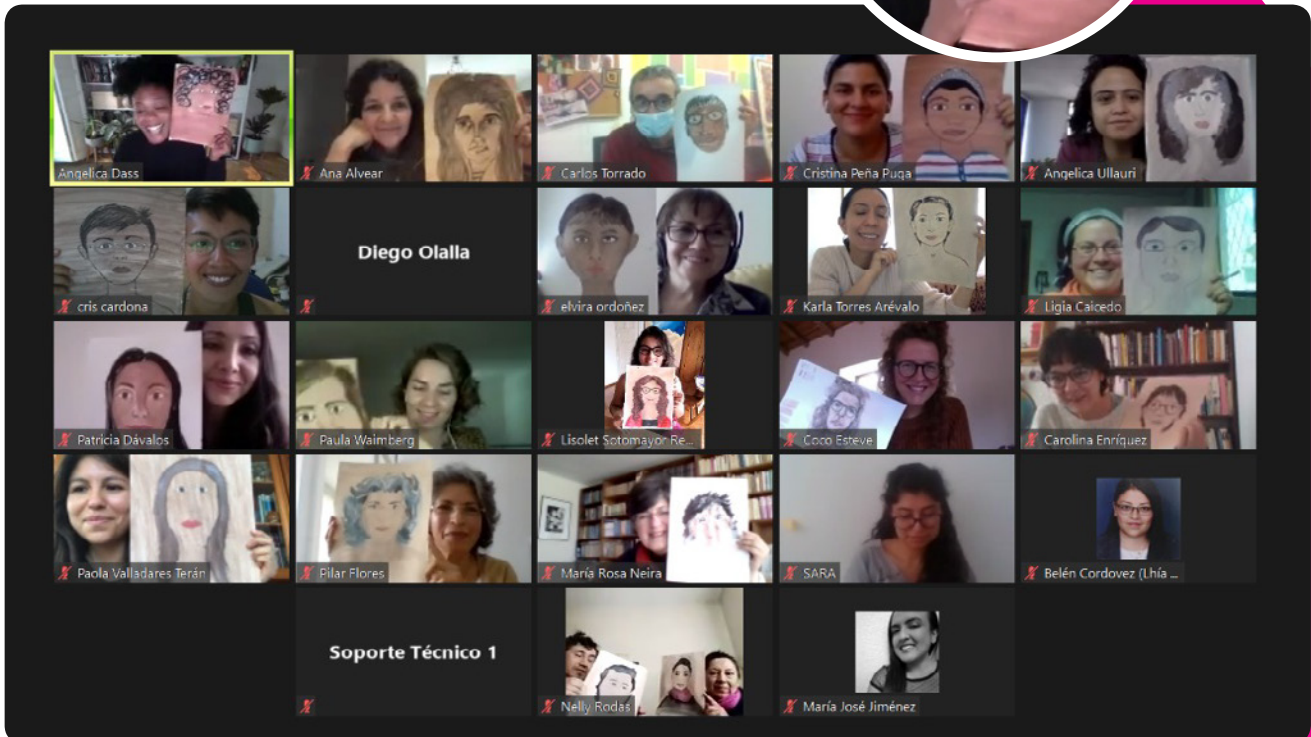 Angelica Dass
Ana Alvear
Carlos Torrado
Cristina Peña Puga
Angelica Ullauri
cris cardona
Diego Olalla
elvira ordoñez
Karla Torres Arévalo
Ligia Caicedo
Patricia Dávalos
Paula Waimberg
Lisolet Sotomayor Re...
Coco Esteve
Carolina Enríquez
Paola Valladares Terán
Pilar Flores
María Rosa Neira
SARA
Belén Cordovez (Lhía ...
Soporte Técnico 1
Nelly Rodas
María José Jiménez